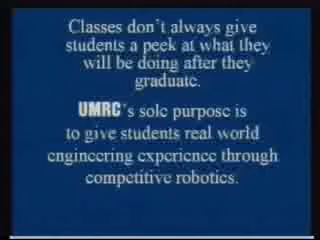 Classes don't always give
students a peek at what they
will be doing after they
graduate.
UMRC's sole purpose is
to give students real world
engineering experience through
competitive robotics.